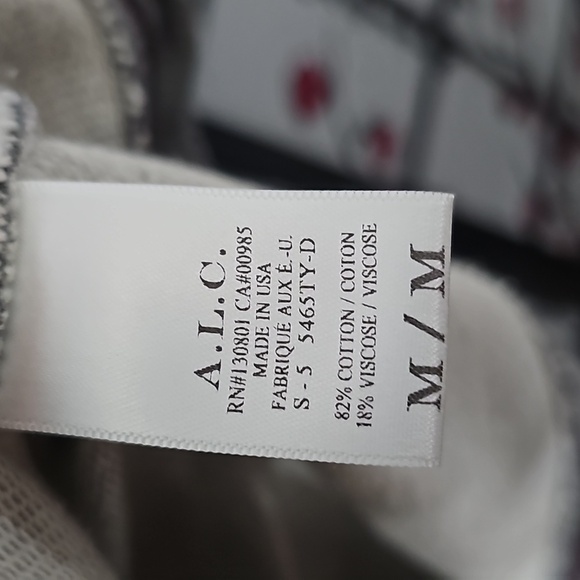 A.L.C.
RN#130801 CA#00985
MADE IN USA
FABRIQUÉ AUX É.-U.
S - 5 5465TY-D
82% COTTON / COTON
18% VISCOSE / VISCOSE
M / M